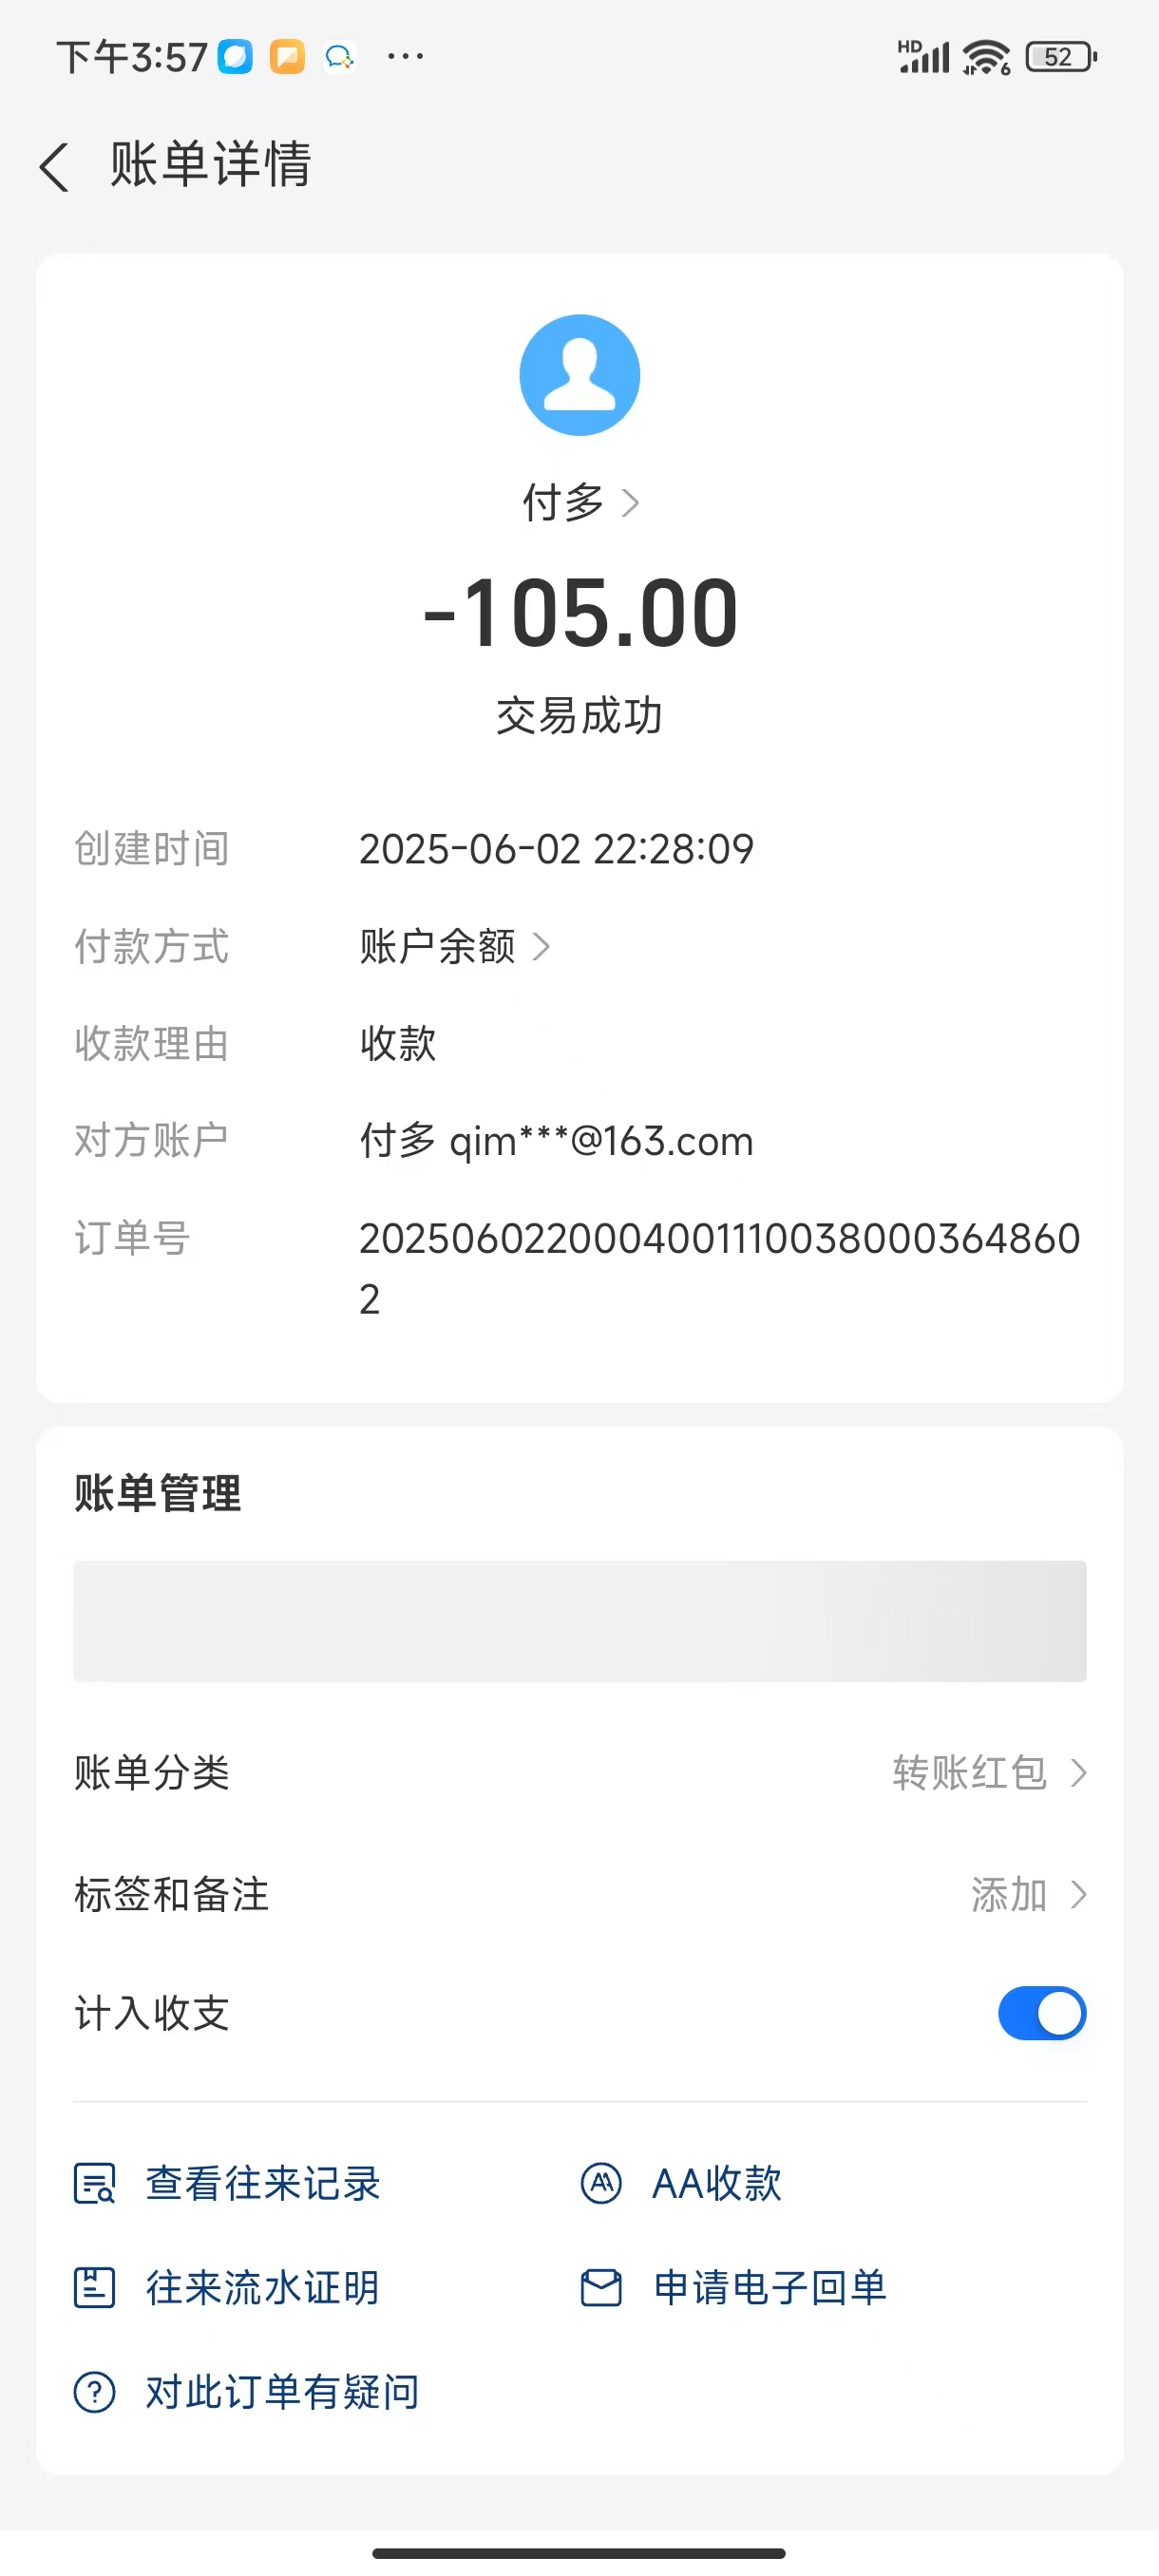 下午3:57 ··· HD 6 52
账单详情
付多
-105.00
交易成功
创建时间 2025-06-02 22:28:09
付款方式 账户余额
收款理由 收款
对方账户 付多 qim***@163.com
订单号 2025060220004001110038000364860
2
账单管理
账单分类 转账红包
标签和备注 添加
计入收支
查看往来记录 AA收款
往来流水证明 申请电子回单
对此订单有疑问